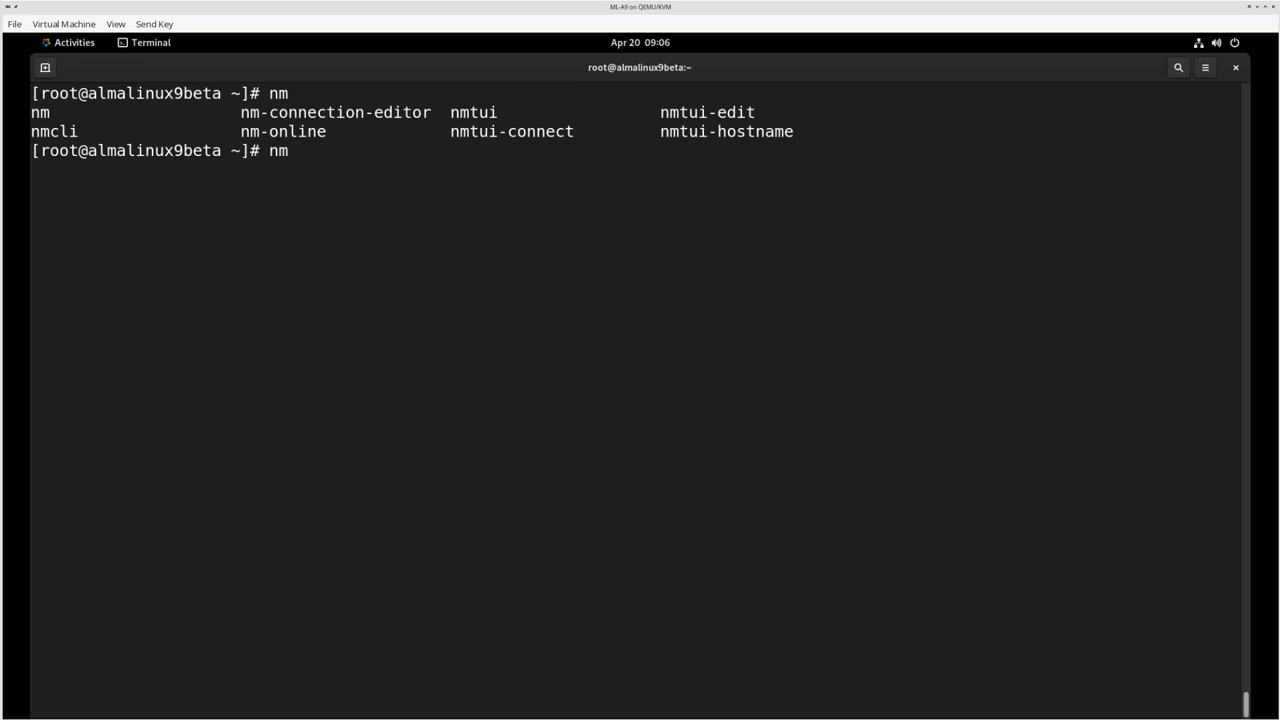 ML-A9 on QEMU/KVM
File Virtual Machine View Send Key
Activities Terminal Apr 20 09:06
root@almalinux9beta:~
[root@almalinux9beta ~]# nm
nm nm-connection-editor nmtui nmtui-edit
nmcli nm-online nmtui-connect nmtui-hostname
[root@almalinux9beta ~]# nm